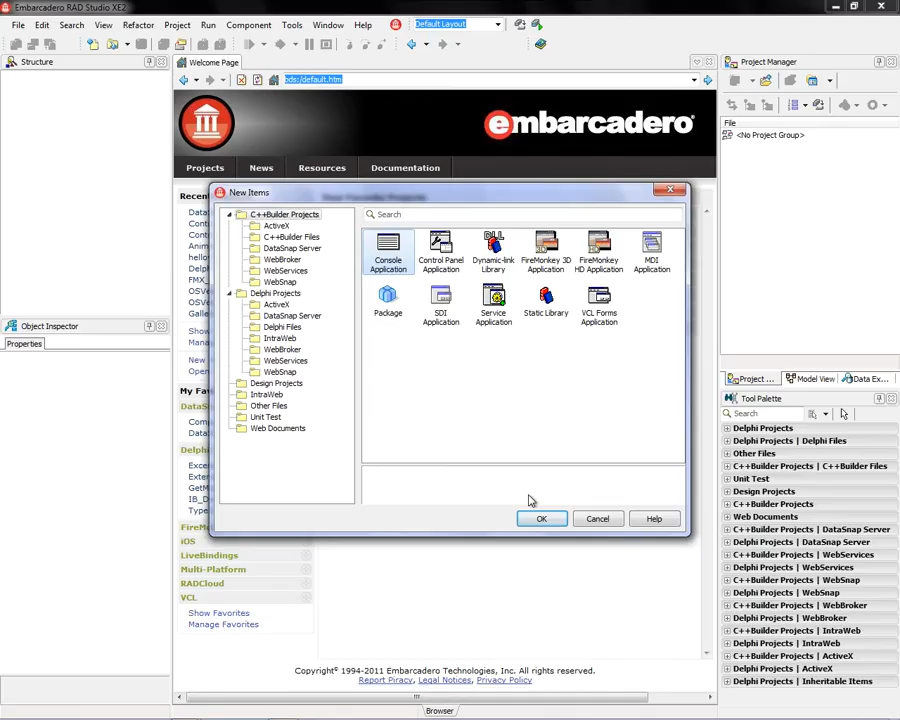 Embarcadero RAD Studio XE2
File Edit Search View Refactor Project Run Component Tools Window Help
Default Layout
Structure
Welcome Page
Project Manager
bds:/default.htm
embarcadero
File
<No Project Group>
Projects News Resources Documentation
New Items
C++Builder Projects
ActiveX
C++Builder Files
DataSnap Server
WebBroker
WebServices
WebSnap
Delphi Projects
ActiveX
DataSnap Server
Delphi Files
IntraWeb
WebBroker
WebServices
WebSnap
Design Projects
IntraWeb
Other Files
Unit Test
Web Documents
Search
Console Application
Control Panel Application
Dynamic-link Library
FireMonkey 3D Application
FireMonkey HD Application
MDI Application
Package
SDI Application
Service Application
Static Library
VCL Forms Application
OK Cancel Help
Object Inspector
Properties
LiveBindings
Multi-Platform
RADCloud
VCL
Show Favorites
Manage Favorites
Project ...
Model View
Data Ex...
Tool Palette
Search
Delphi Projects
Delphi Projects | Delphi Files
Other Files
C++Builder Projects | C++Builder Files
Unit Test
Design Projects
C++Builder Projects
Web Documents
C++Builder Projects | DataSnap Server
Delphi Projects | DataSnap Server
C++Builder Projects | WebServices
Delphi Projects | WebServices
C++Builder Projects | WebSnap
Delphi Projects | WebSnap
C++Builder Projects | WebBroker
Delphi Projects | WebBroker
C++Builder Projects | IntraWeb
Delphi Projects | IntraWeb
C++Builder Projects | ActiveX
Delphi Projects | ActiveX
Delphi Projects | Inheritable Items
Copyright© 1994-2011 Embarcadero Technologies, Inc. All rights reserved.
Report Piracy, Legal Notices, Privacy Policy
Browser